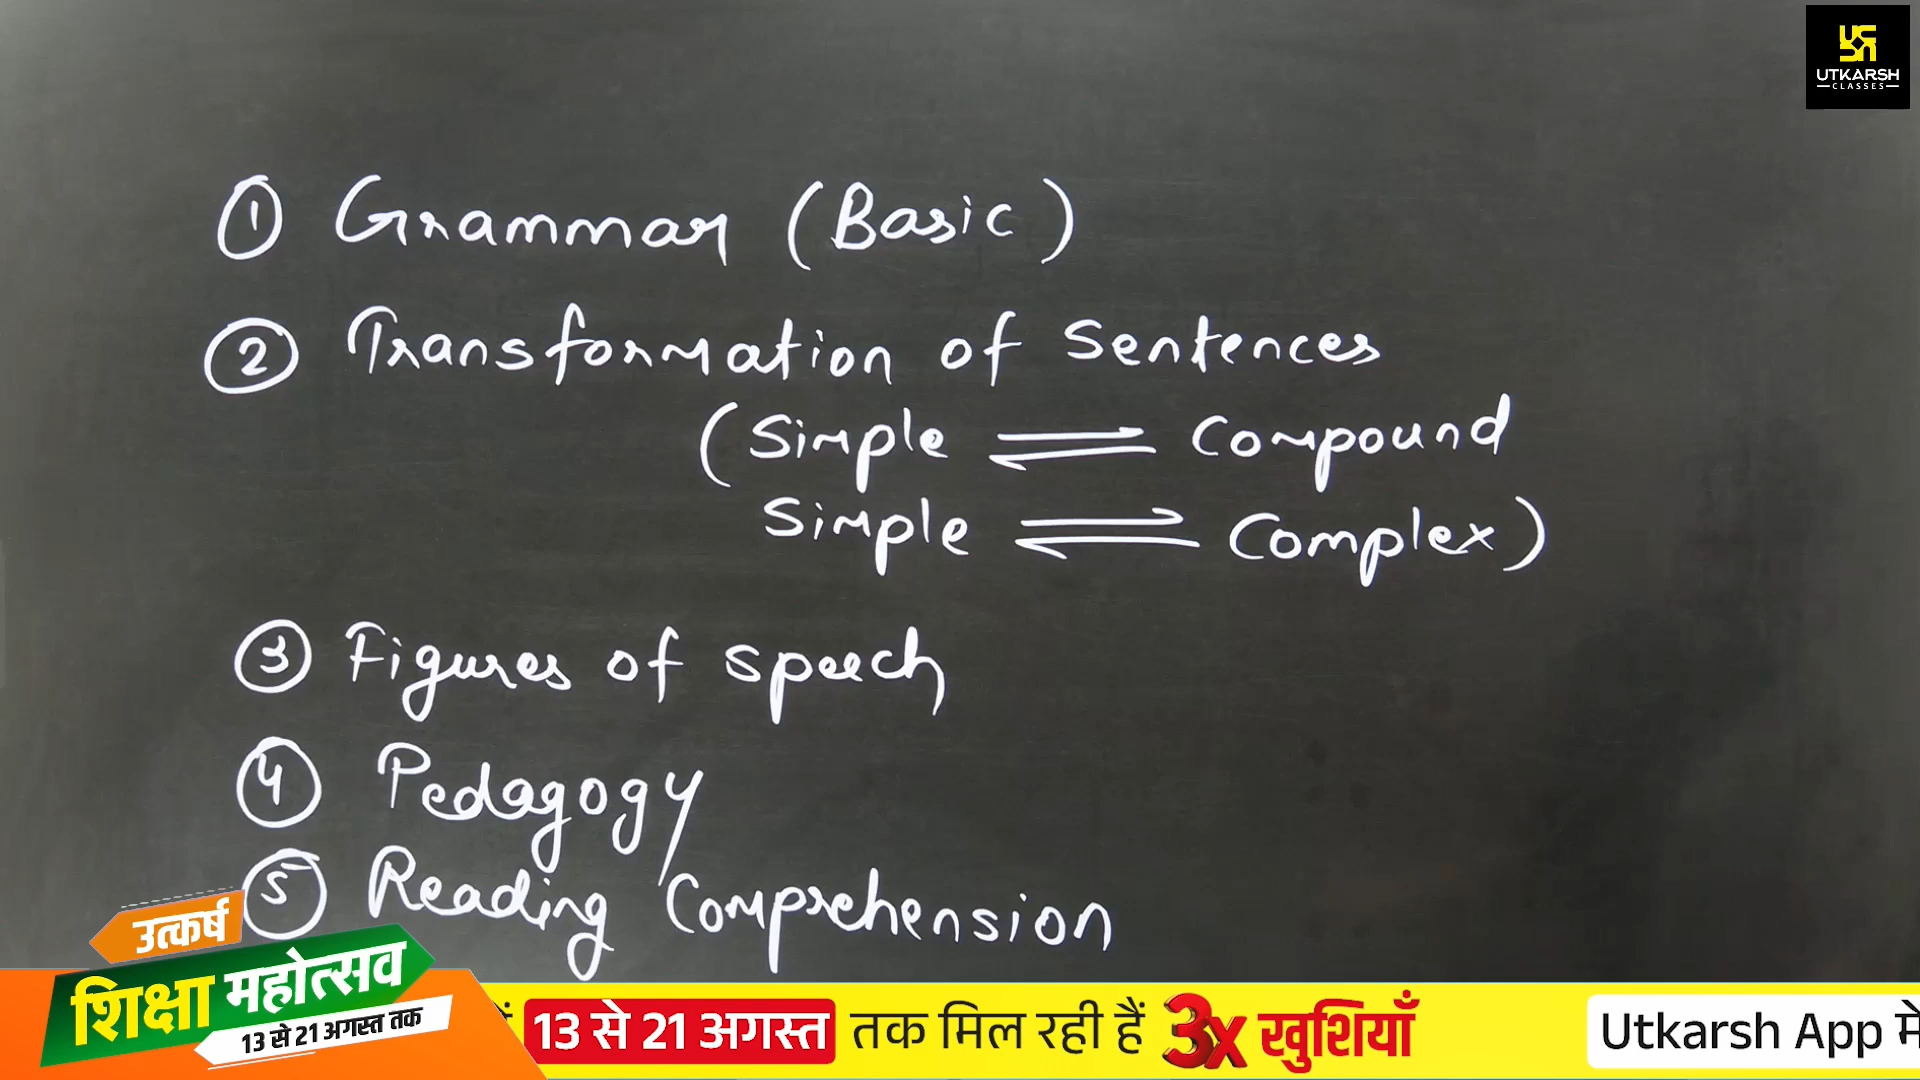 UTKARSH
CLASSES
① Grammar (Basic)
② Transformation of Sentences
(Simple ⇌ Compound
Simple ⇌ Complex)
③ Figures of speech
④ Pedagogy
⑤ Reading Comprehension
उत्कर्ष
शिक्षा महोत्सव
13 से 21 अगस्त तक
13 से 21 अगस्त तक मिल रही हैं 3x खुशियाँ
Utkarsh App में